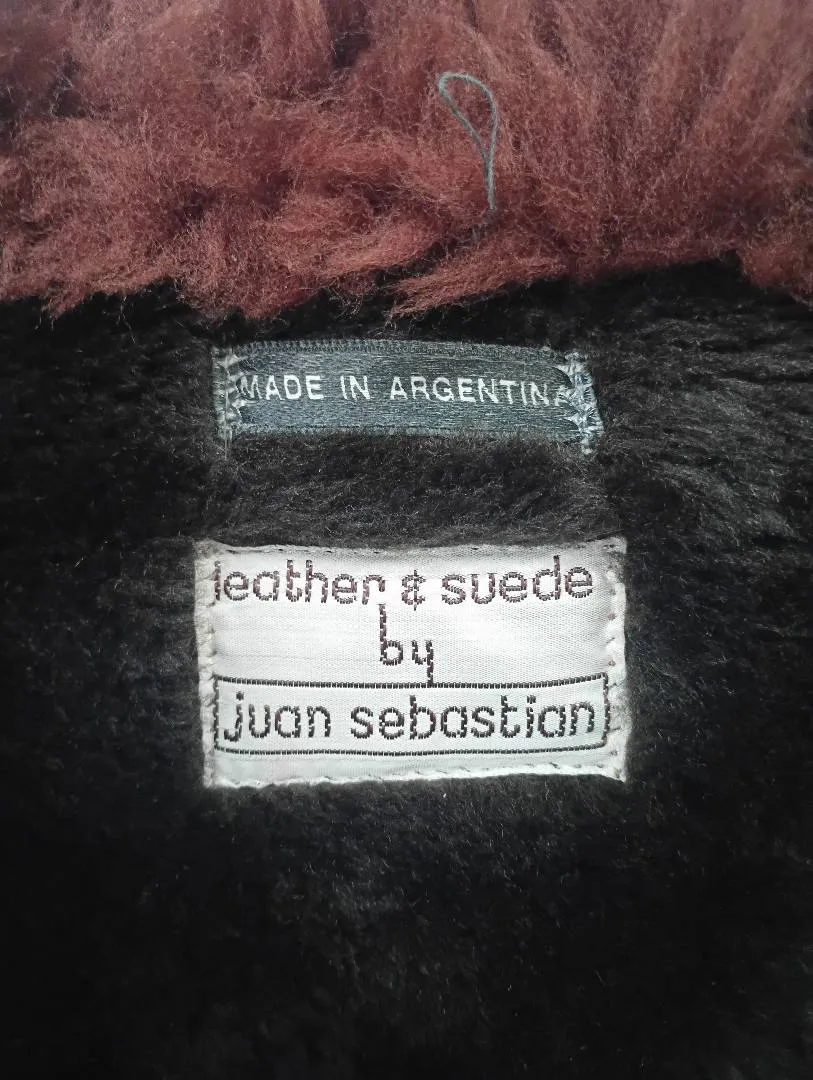 MADE IN ARGENTINA
leather & suede
by
juan sebastian